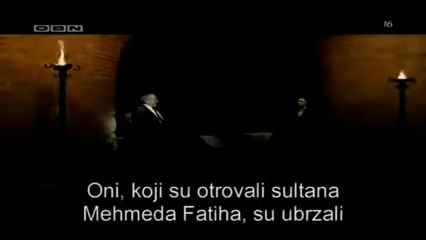 OBN
16
Oni, koji su otrovali sultana
Mehmeda Fatiha, su ubrzali